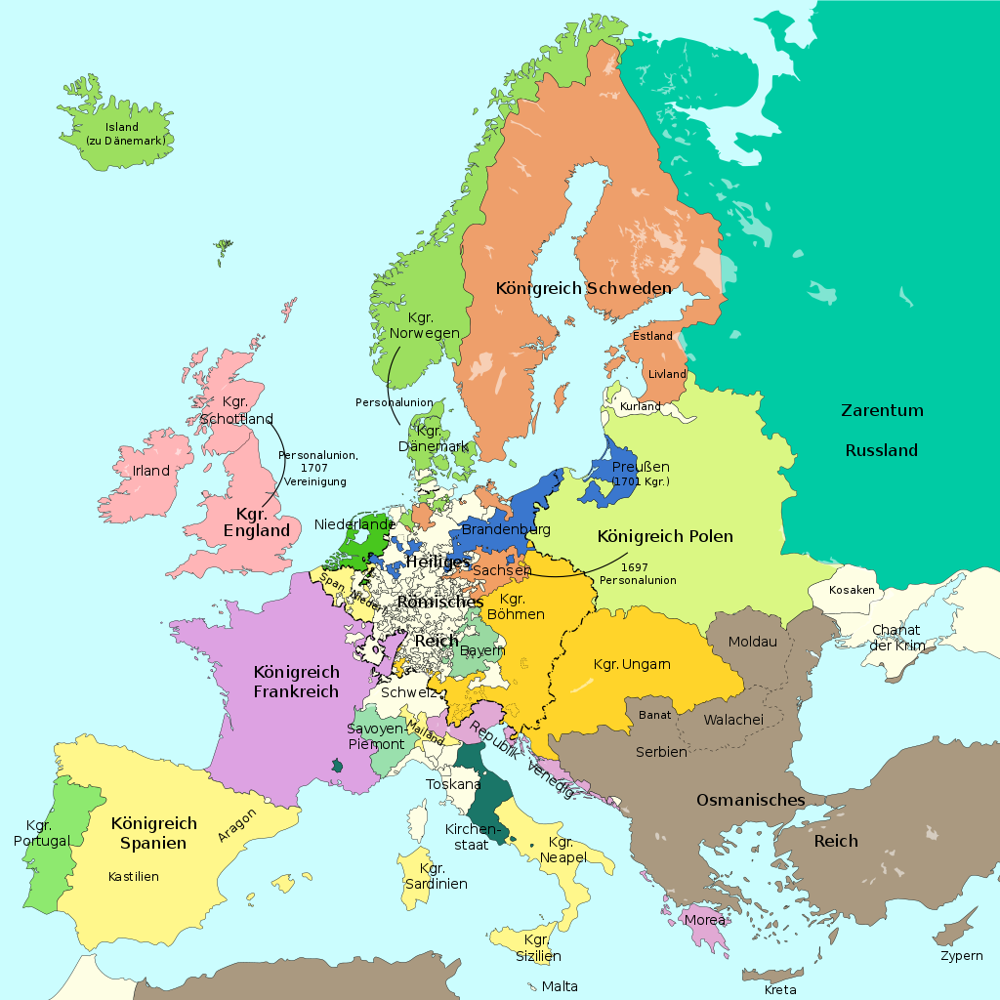 Island
(zu Dänemark)
Königreich Schweden
Kgr.
Norwegen
Estland
Livland
Kurland
Personalunion
Kgr.
Schottland
Kgr.
Dänemark
Zarentum
Russland
Personalunion,
1707
Vereinigung
Irland
Preußen
(1701 Kgr.)
Kgr.
England
Niederlande
Brandenburg
Königreich Polen
Heiliges
Sachsen
1697
Personalunion
Span. Niederl.
Römisches
Kgr.
Böhmen
Kosaken
Reich
Bayern
Moldau
Chanat
der Krim
Königreich
Frankreich
Kgr. Ungarn
Schweiz
Banat
Walachei
Savoyen-
Piemont
Mailand
Republik Venedig
Serbien
Toskana
Osmanisches
Reich
Kgr.
Portugal
Königreich
Spanien
Aragon
Kirchen-
staat
Kgr.
Neapel
Kastilien
Kgr.
Sardinien
Morea
Kgr.
Sizilien
Zypern
Malta
Kreta